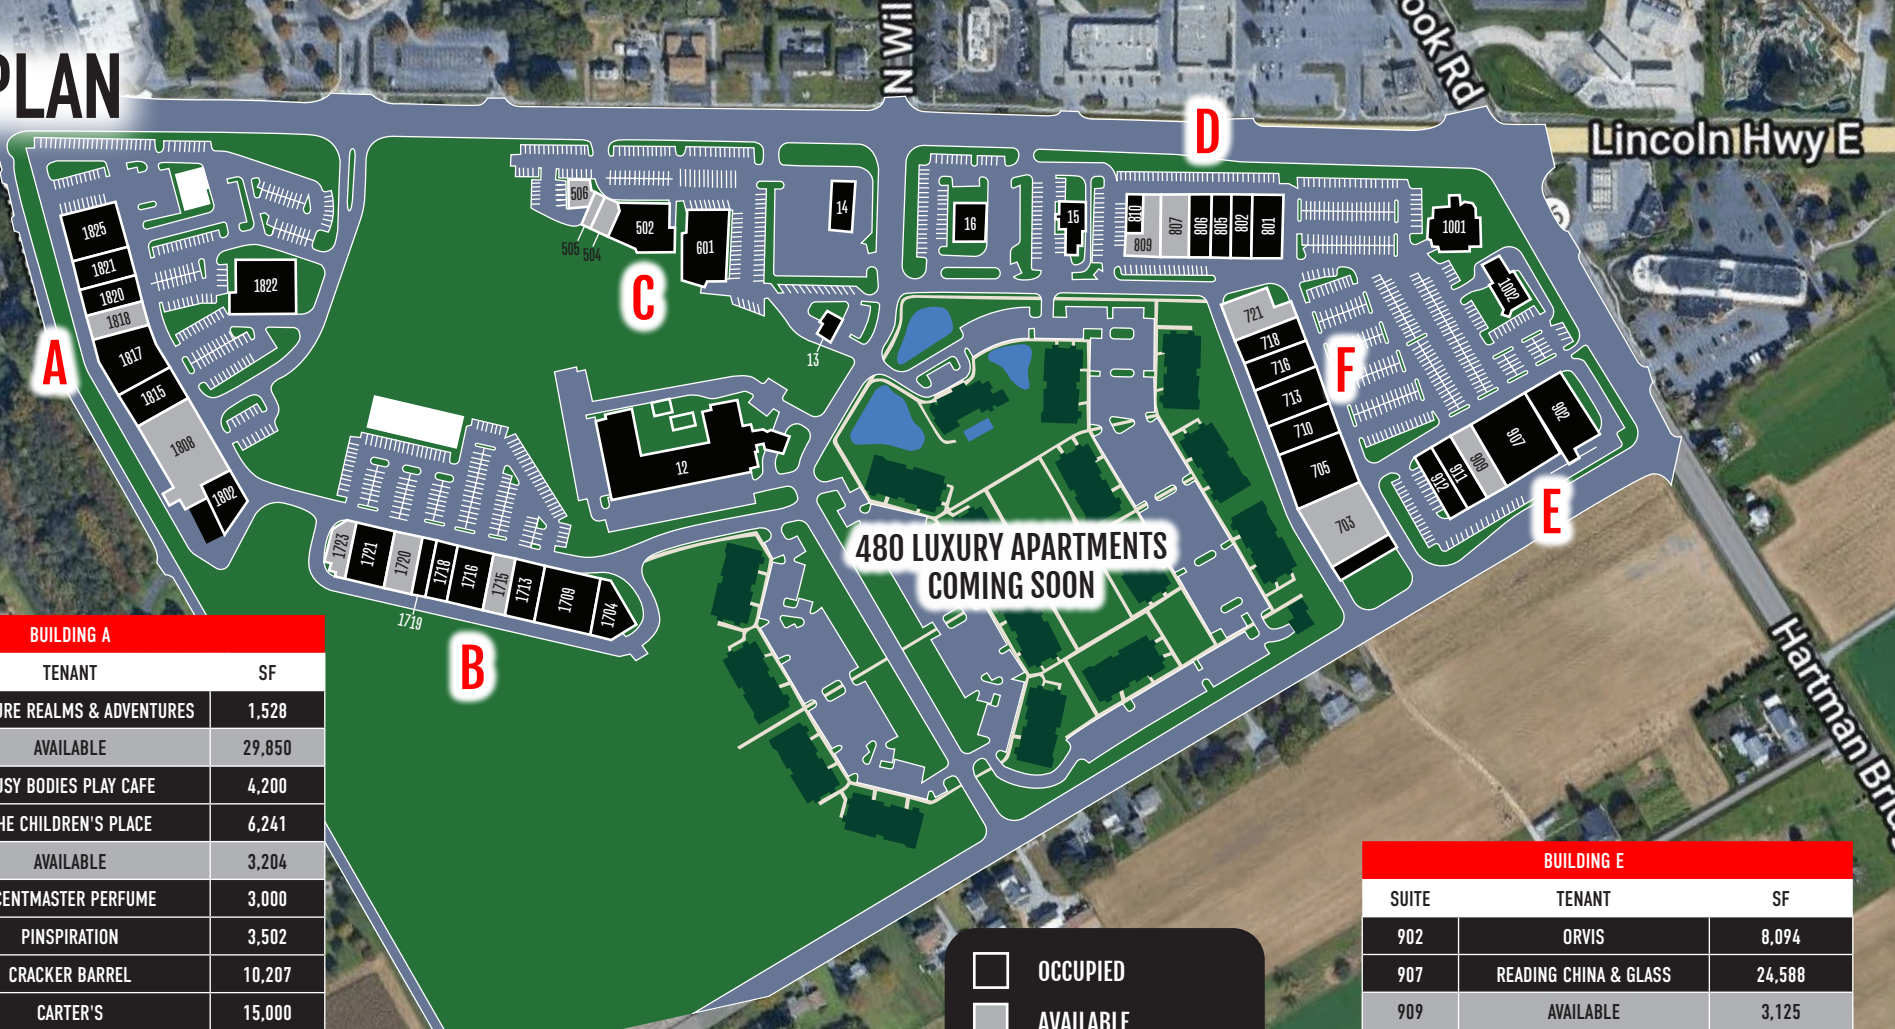 PLAN
N Wil
ook Rd
Lincoln Hwy E
Hartman Bri
A
B
C
D
E
F
1825
1821
1820
1818
1817
1815
1808
1802
1822
1723
1721
1720
1719
1718
1716
1715
1713
1709
1704
506
505
504
502
601
14
13
12
16
15
810
809
807
806
805
802
801
1001
1002
721
718
716
713
710
705
703
912
911
909
907
902
480 LUXURY APARTMENTS
COMING SOON
BUILDING A
TENANT SF
URE REALMS & ADVENTURES 1,528
AVAILABLE 29,850
USY BODIES PLAY CAFE 4,200
HE CHILDREN'S PLACE 6,241
AVAILABLE 3,204
CENTMASTER PERFUME 3,000
PINSPIRATION 3,502
CRACKER BARREL 10,207
CARTER'S 15,000
OCCUPIED
AVAILABLE
BUILDING E
SUITE TENANT SF
902 ORVIS 8,094
907 READING CHINA & GLASS 24,588
909 AVAILABLE 3,125